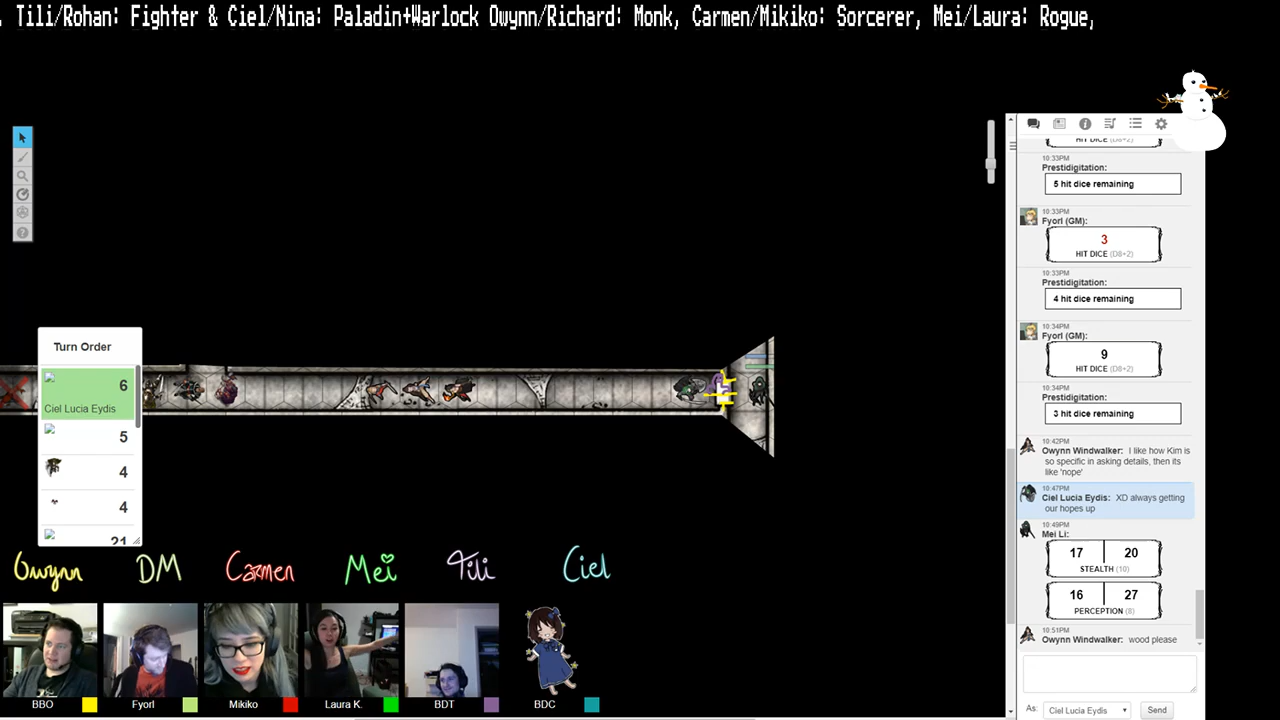 . Tili/Rohan: Fighter & Ciel/Nina: Paladin+Warlock Owynn/Richard: Monk, Carmen/Mikiko: Sorcerer, Mei/Laura: Rogue,
HIT DICE (D8+2)
10:33PM
Prestidigitation:
5 hit dice remaining
10:33PM
Fyorl (GM):
3
HIT DICE (D8+2)
10:33PM
Prestidigitation:
4 hit dice remaining
10:34PM
Fyorl (GM):
9
HIT DICE (D8+2)
10:34PM
Prestidigitation:
3 hit dice remaining
10:42PM
Owynn Windwalker: I like how Kim is
so specific in asking details, then its
like 'nope'
10:47PM
Ciel Lucia Eydis: XD always getting
our hopes up
10:49PM
Mei Li:
17 20
STEALTH (10)
16 27
PERCEPTION (8)
10:51PM
Owynn Windwalker: wood please
As: Ciel Lucia Eydis Send
Turn Order
6
Ciel Lucia Eydis
5
4
4
21
Owynn DM Carmen Mei Tili Ciel
BBO Fyorl Mikiko Laura K. BDT BDC